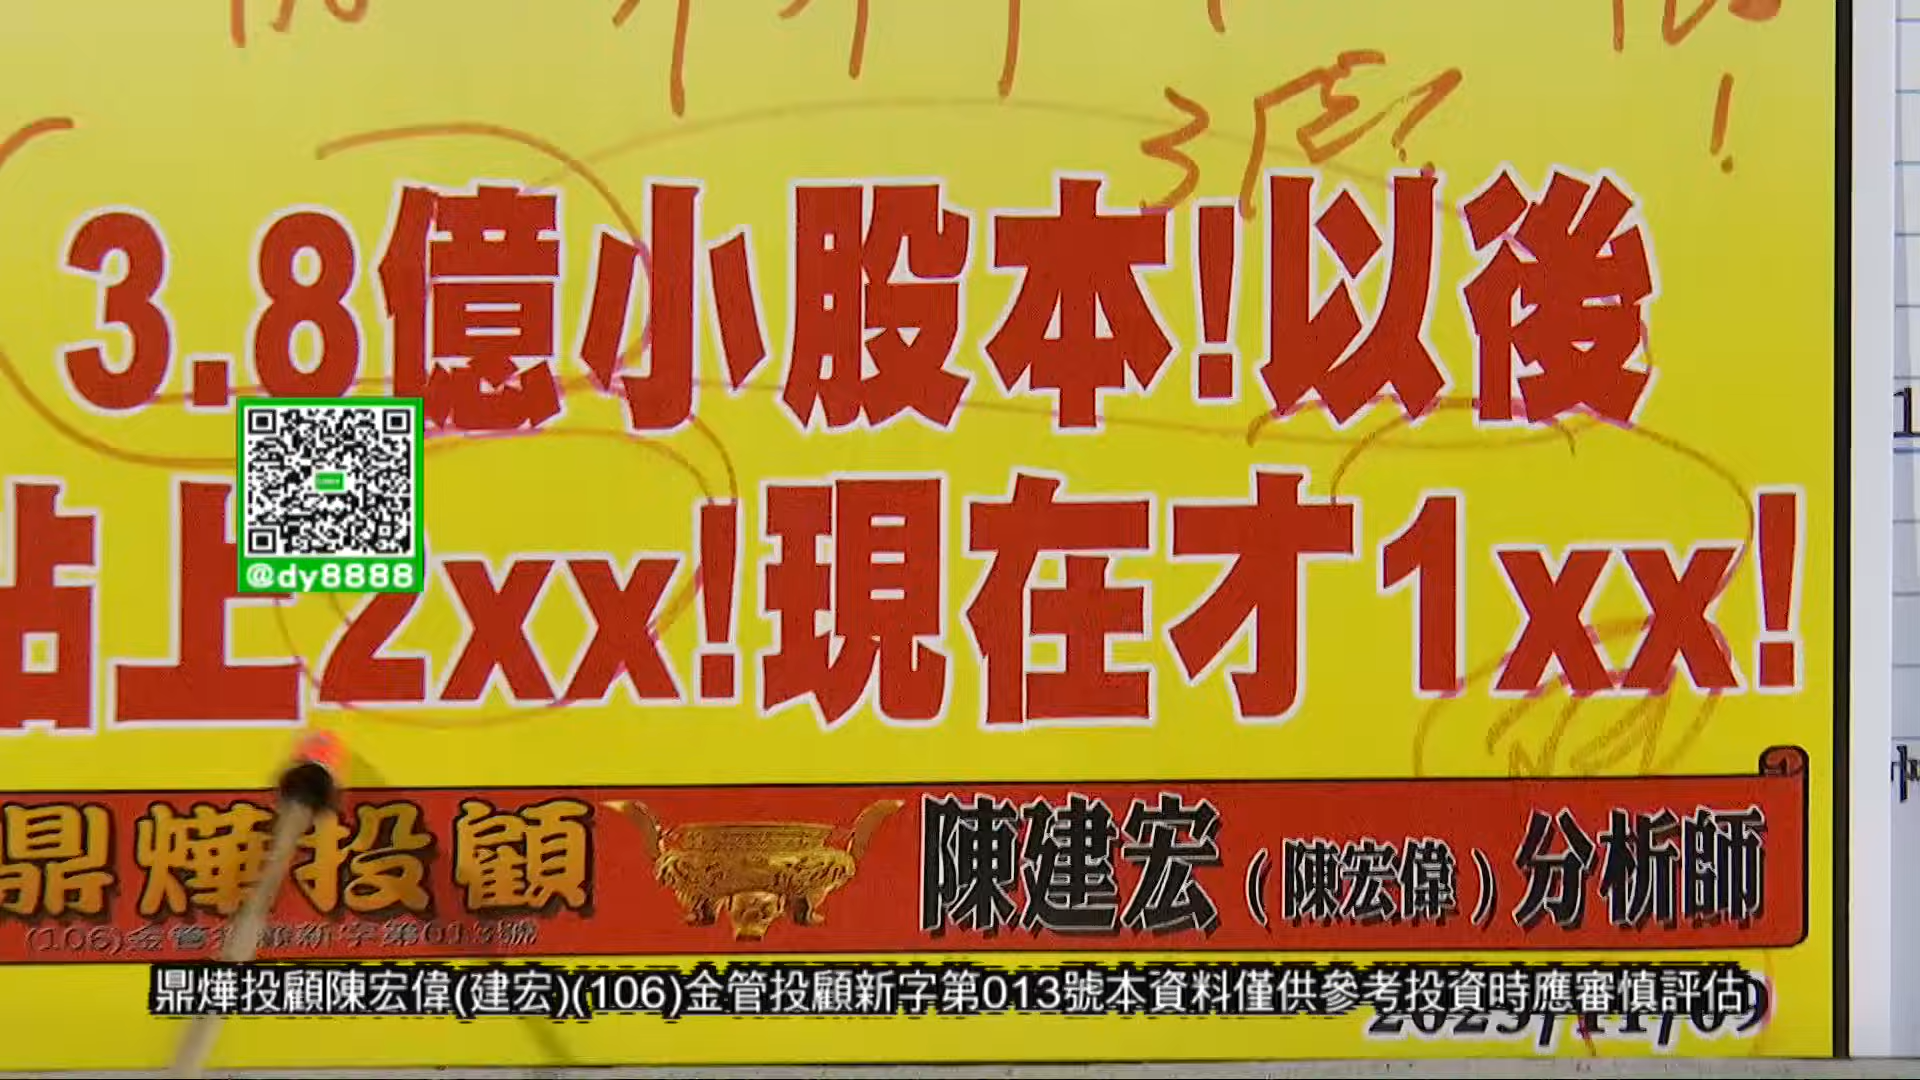 3.8億小股本!以後
站上2xx!現在才1xx!
@dy8888
鼎燁投顧 陳建宏(陳宏偉)分析師
鼎燁投顧陳宏偉(建宏)(106)金管投顧新字第013號本資料僅供參考投資時應審慎評估